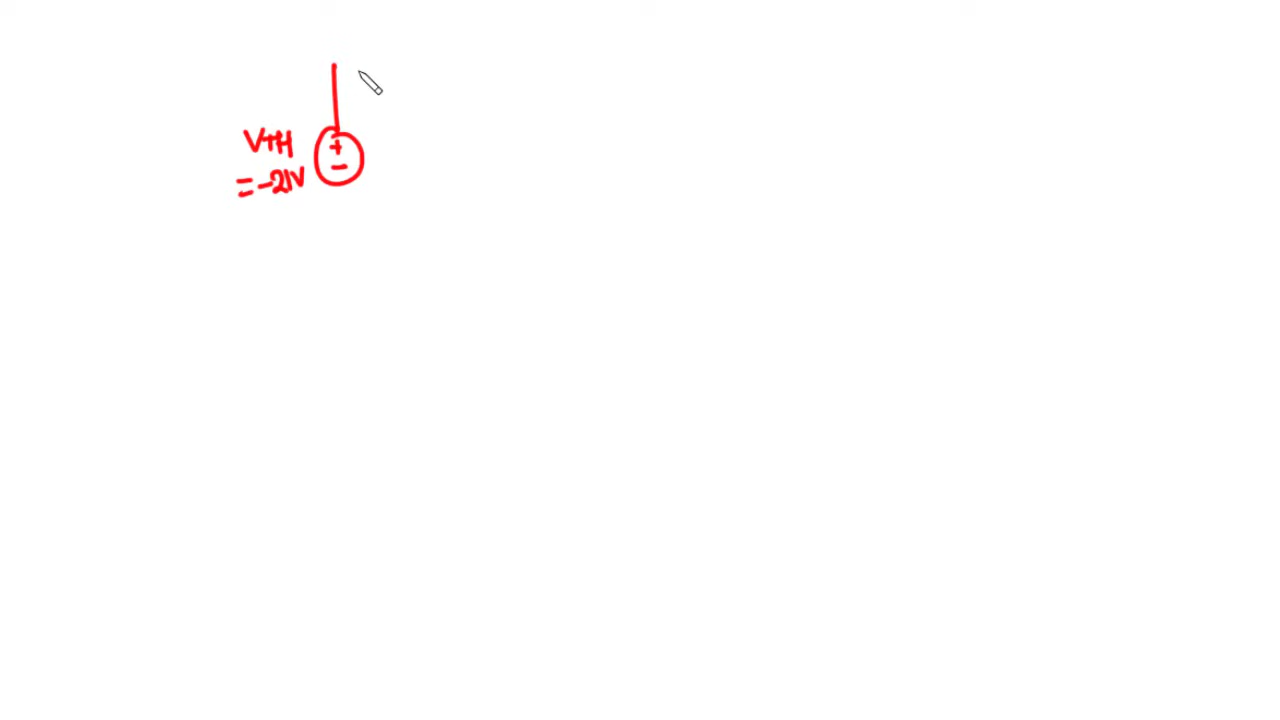 VTH
+
= -21V
-